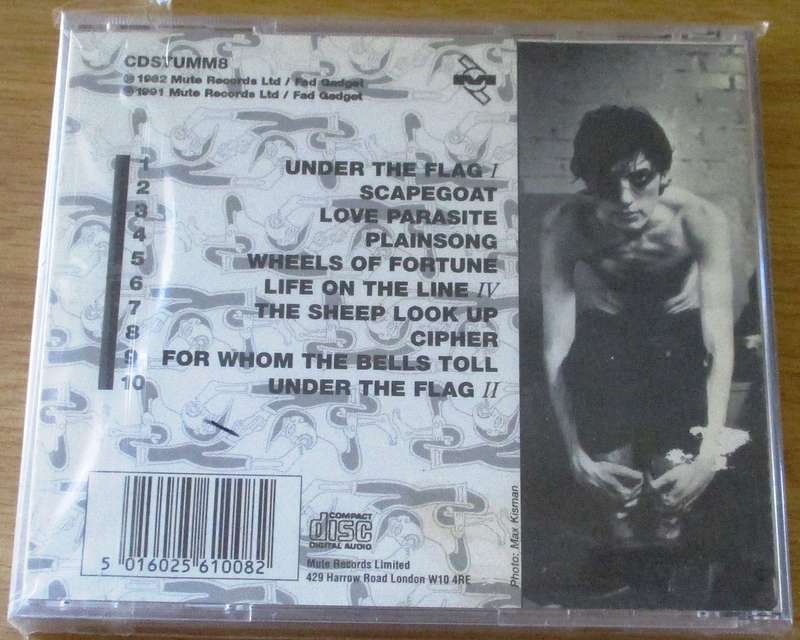 CDSTUMM8
℗1982 Mute Records Ltd / Fad Gadget
©1991 Mute Records Ltd / Fad Gadget
1 UNDER THE FLAG I
2 SCAPEGOAT
3 LOVE PARASITE
4 PLAINSONG
5 WHEELS OF FORTUNE
6 LIFE ON THE LINE IV
7 THE SHEEP LOOK UP
8 CIPHER
9 FOR WHOM THE BELLS TOLL
10 UNDER THE FLAG II
5 016025 610082
COMPACT
disc
DIGITAL AUDIO
Mute Records Limited
429 Harrow Road London W10 4RE
Photo: Max Kisman